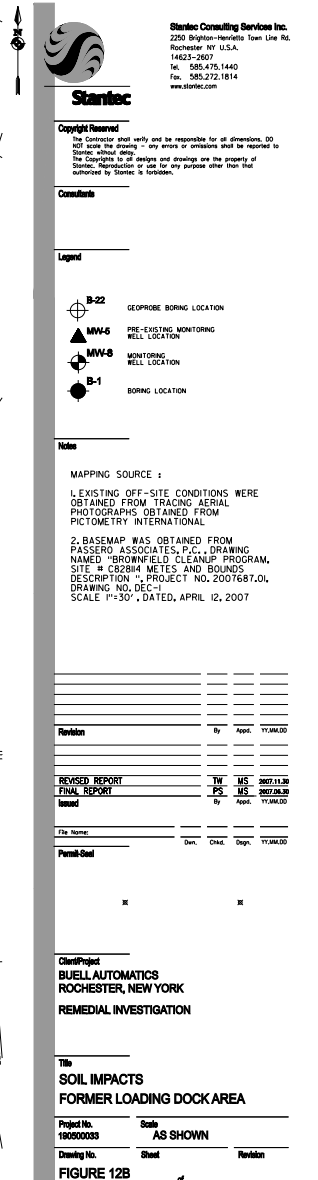 Stantec Consulting Services Inc.
2250 Brighton-Henrietta Town Line Rd.
Rochester NY U.S.A.
14623-2607
Tel. 585.475.1440
Fax. 585.272.1814
www.stantec.com
Stantec
Copyright Reserved
The Contractor shall verify and be responsible for all dimensions. DO
NOT scale the drawing - any errors or omissions shall be reported to
Stantec without delay.
The Copyrights to all designs and drawings are the property of
Stantec. Reproduction or use for any purpose other than that
authorized by Stantec is forbidden.
Consultants
Legend
B-22
GEOPROBE BORING LOCATION
MW-5
PRE-EXISTING MONITORING
WELL LOCATION
MW-8
MONITORING
WELL LOCATION
B-1
BORING LOCATION
Notes
MAPPING SOURCE :
1. EXISTING OFF-SITE CONDITIONS WERE
OBTAINED FROM TRACING AERIAL
PHOTOGRAPHS OBTAINED FROM
PICTOMETRY INTERNATIONAL
2. BASEMAP WAS OBTAINED FROM
PASSERO ASSOCIATES, P.C., DRAWING
NAMED "BROWNFIELD CLEANUP PROGRAM,
SITE # C828114 METES AND BOUNDS
DESCRIPTION ", PROJECT NO. 2007687.01,
DRAWING NO. DEC-1
SCALE 1"=30', DATED, APRIL 12, 2007
Revision By Appd. YY.MM.DD
REVISED REPORT TW MS 2007.11.30
FINAL REPORT PS MS 2007.06.30
Issued By Appd. YY.MM.DD
File Name:
Dwn. Chkd. Dsgn. YY.MM.DD
Permit-Seal
Client/Project
BUELL AUTOMATICS
ROCHESTER, NEW YORK
REMEDIAL INVESTIGATION
Title
SOIL IMPACTS
FORMER LOADING DOCK AREA
Project No. Scale
190500033 AS SHOWN
Drawing No. Sheet Revision
FIGURE 12B of